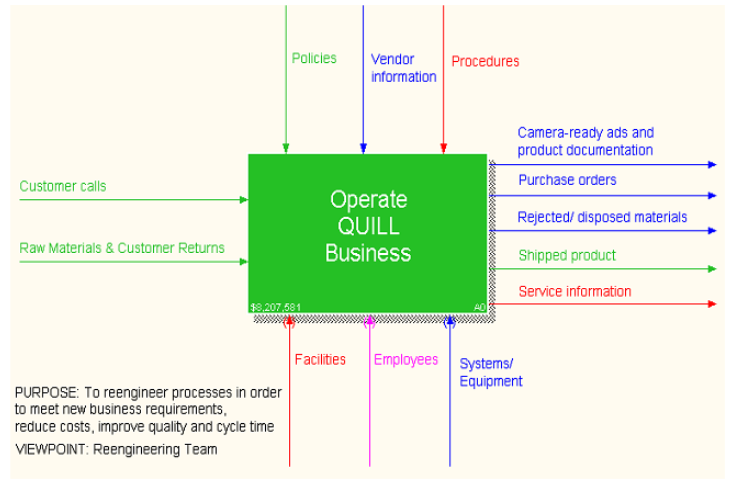 Policies
Vendor
information
Procedures
Camera-ready ads and
product documentation
Customer calls
Purchase orders
Operate
QUILL
Business
Rejected/ disposed materials
Raw Materials & Customer Returns
Shipped product
Service information
$8,207,581
A0
Facilities
Employees
Systems/
Equipment
PURPOSE: To reengineer processes in order
to meet new business requirements,
reduce costs, improve quality and cycle time
VIEWPOINT: Reengineering Team